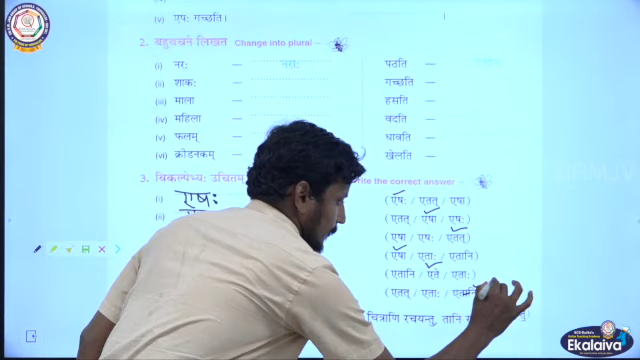 (v) एषः गच्छति।
2. बहुवचने लिखत Change into plural –
(i) नरः – नराः पठति –
(ii) शाकः – गच्छति –
(iii) माला – हसति –
(iv) महिला – वदति –
(v) फलम् – धावति –
(vi) क्रीडनकम् – खेलति –
3. विकल्पेभ्यः उचितम् Write the correct answer –
(i) एषः (एषः / एतत् / एषा)
(ii) (एतत् / एषा / एषः)
(एषा / एषः / एतत्)
(एषा / एताः / एतानि)
(एतानि / एते / एताः)
(एतत् / एताः /
चित्राणि रचयन्तु, तानि
Ekalaiva